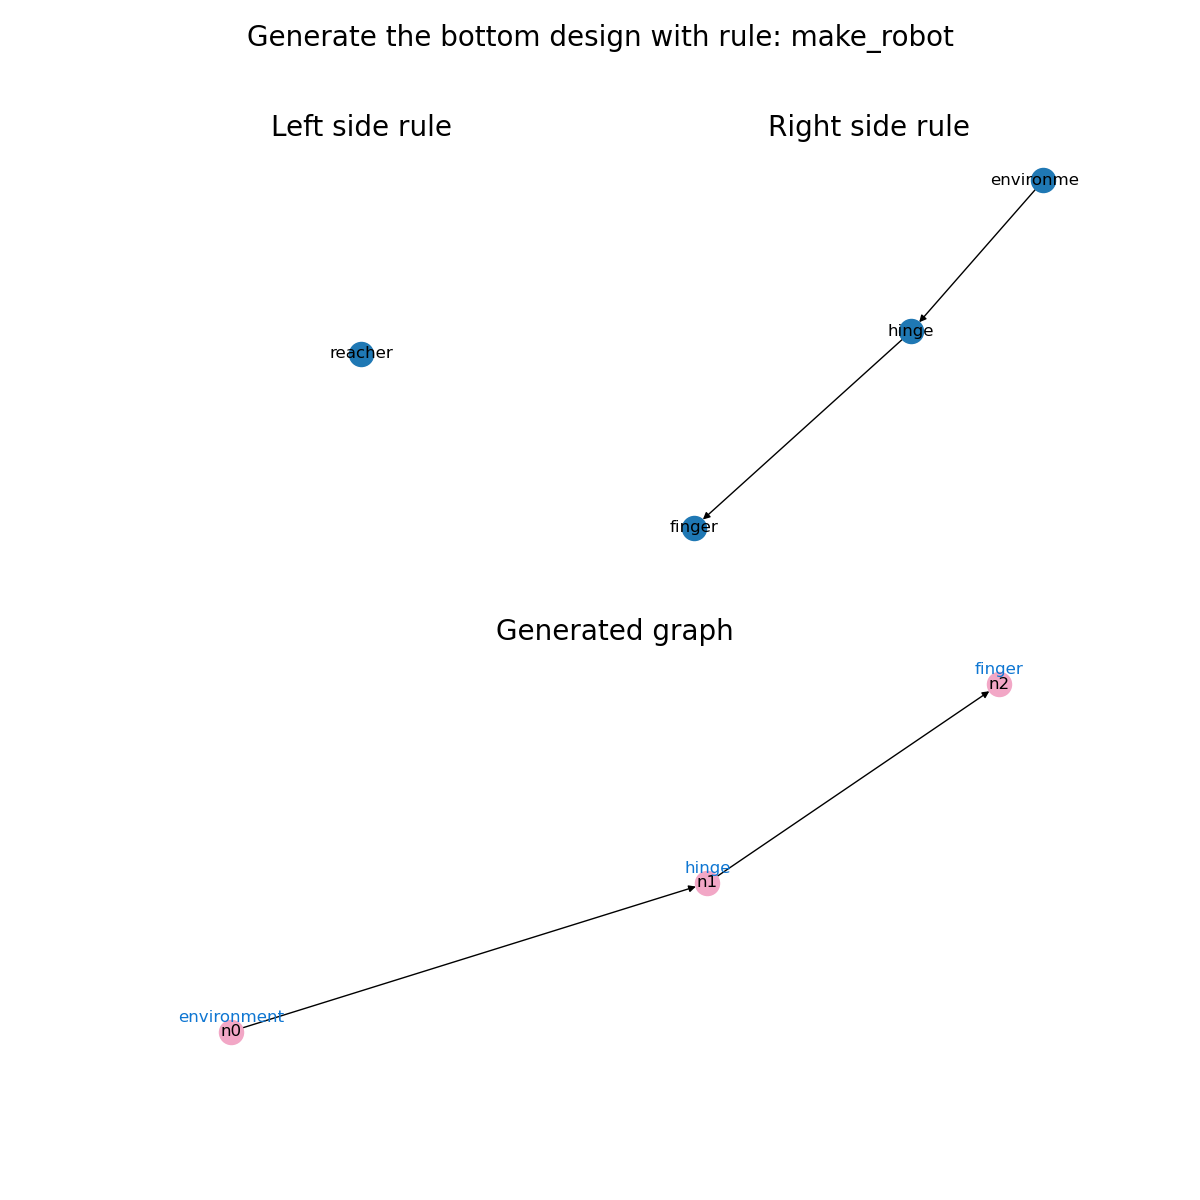 Generate the bottom design with rule: make_robot
Left side rule
Right side rule
environme
hinge
reacher
finger
Generated graph
finger
n2
hinge
n1
environment
n0